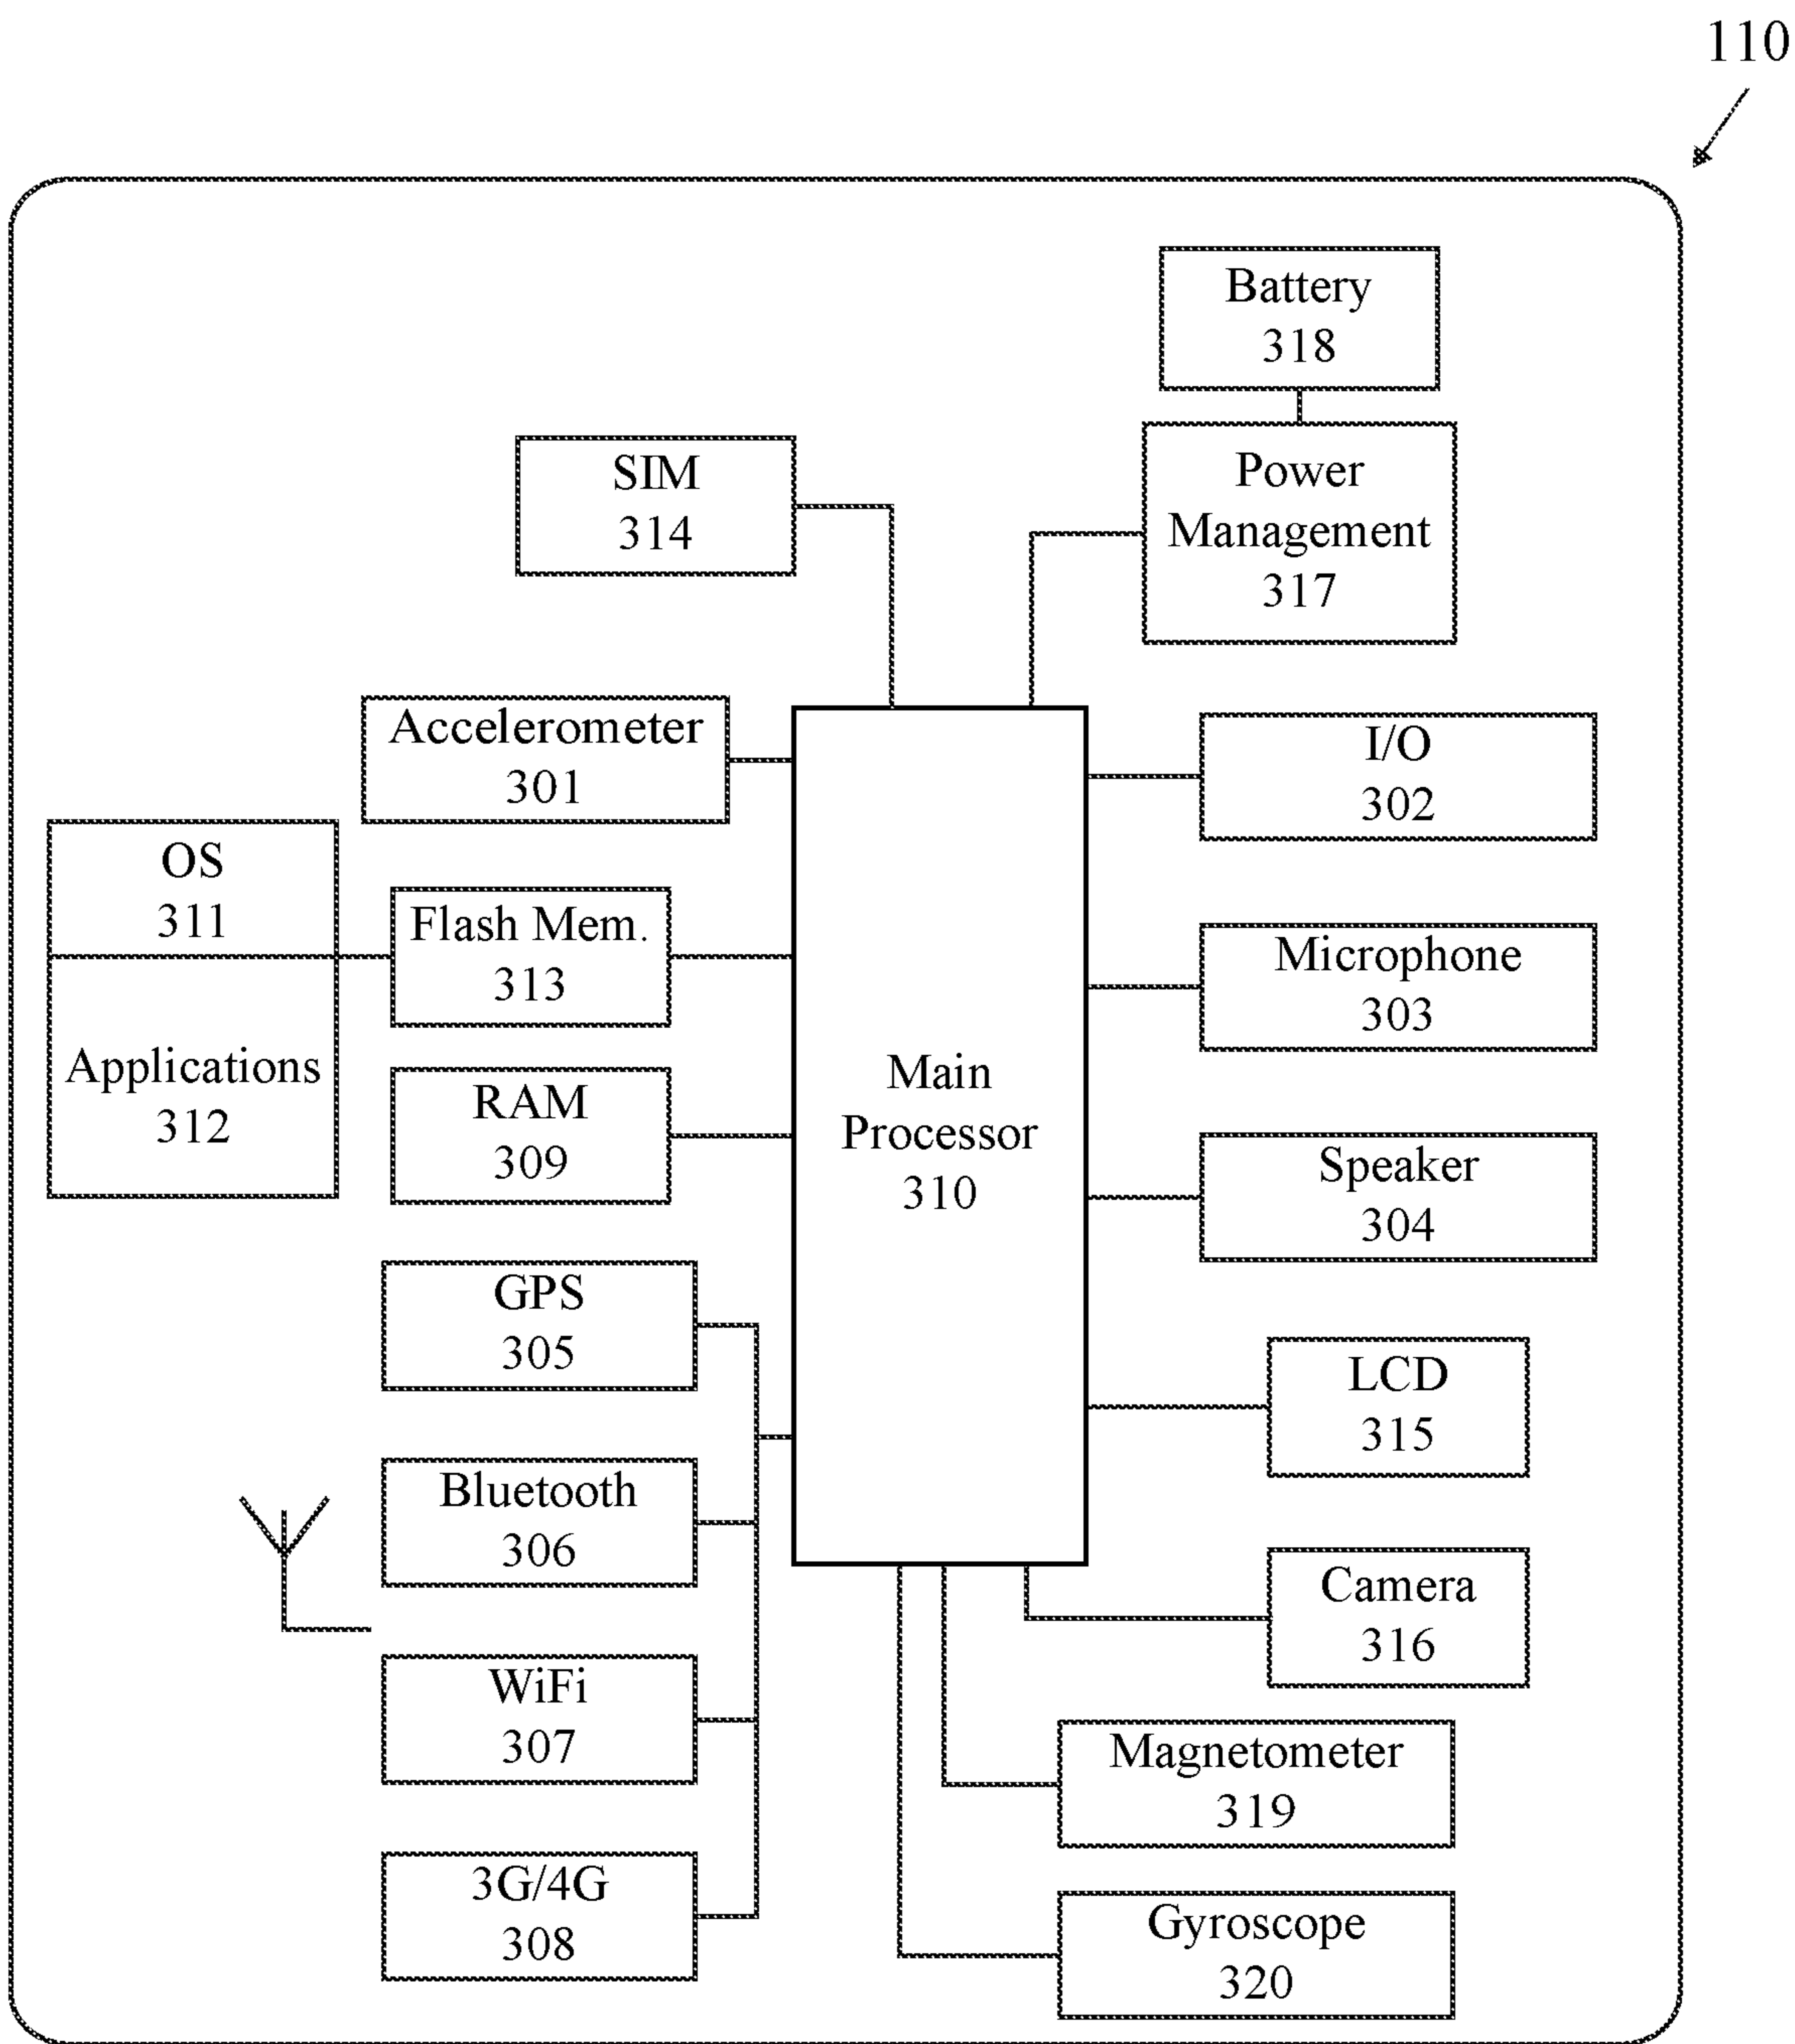 110
Battery
318
SIM
314
Power
Management
317
Accelerometer
301
I/O
302
OS
311
Flash Mem.
313
Microphone
303
Applications
312
RAM
309
Main
Processor
310
Speaker
304
GPS
305
LCD
315
Bluetooth
306
Camera
316
WiFi
307
Magnetometer
319
3G/4G
308
Gyroscope
320